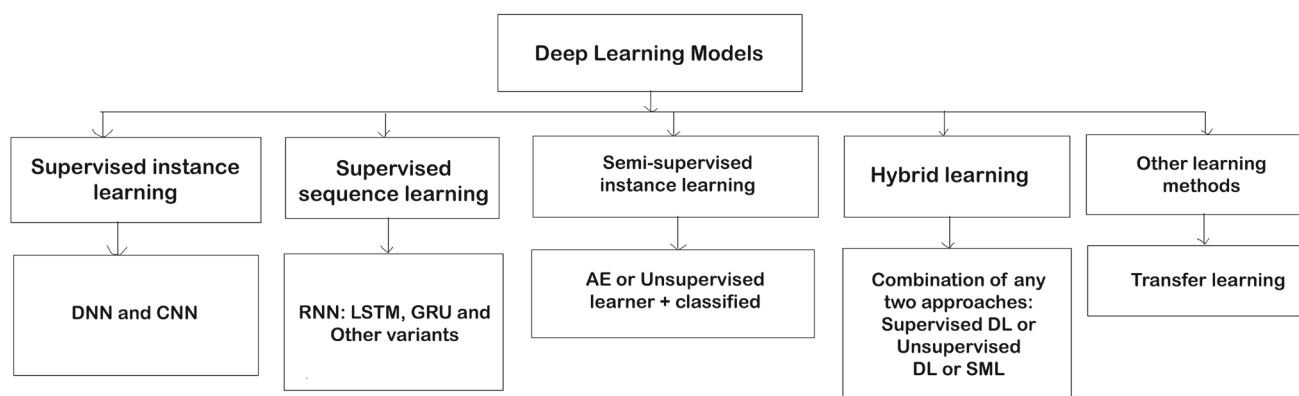 Deep Learning Models
Supervised instance
learning
Supervised
sequence learning
Semi-supervised
instance learning
Hybrid learning
Other learning
methods
DNN and CNN
RNN: LSTM, GRU and
Other variants
AE or Unsupervised
learner + classified
Combination of any
two approaches:
Supervised DL or
Unsupervised
DL or SML
Transfer learning